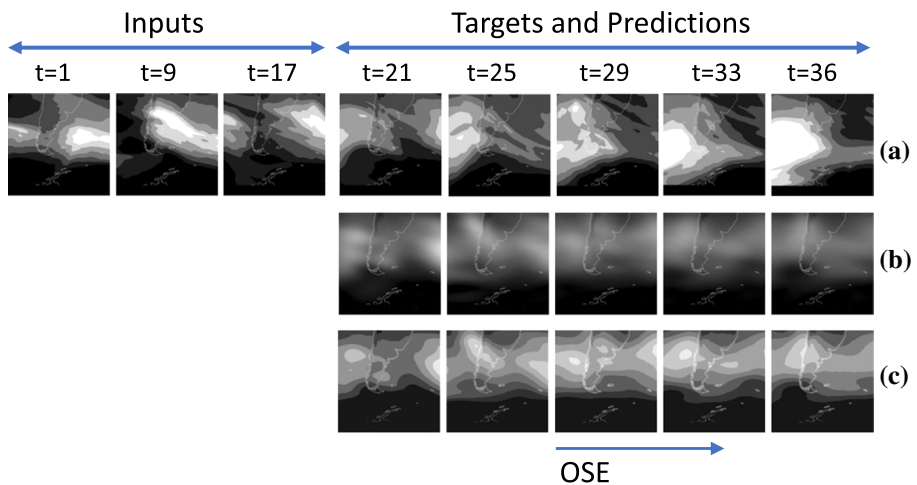 Inputs
Targets and Predictions
t=1 t=9 t=17 t=21 t=25 t=29 t=33 t=36
(a)
(b)
(c)
OSE